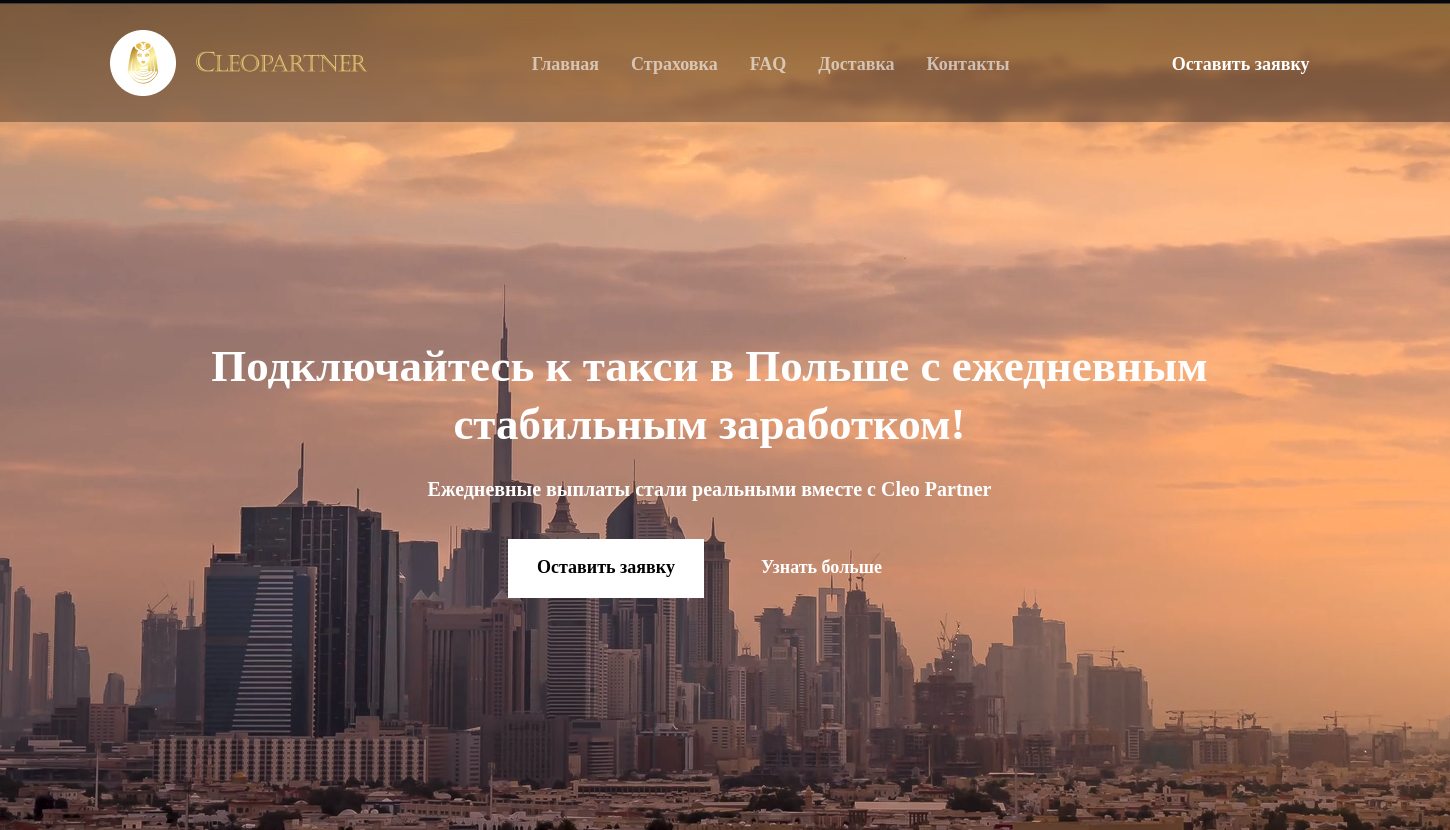 Cleopartner
Главная Страховка FAQ Доставка Контакты
Оставить заявку
Подключайтесь к такси в Польше с ежедневным
стабильным заработком!
Ежедневные выплаты стали реальными вместе с Cleo Partner
Оставить заявку
Узнать больше